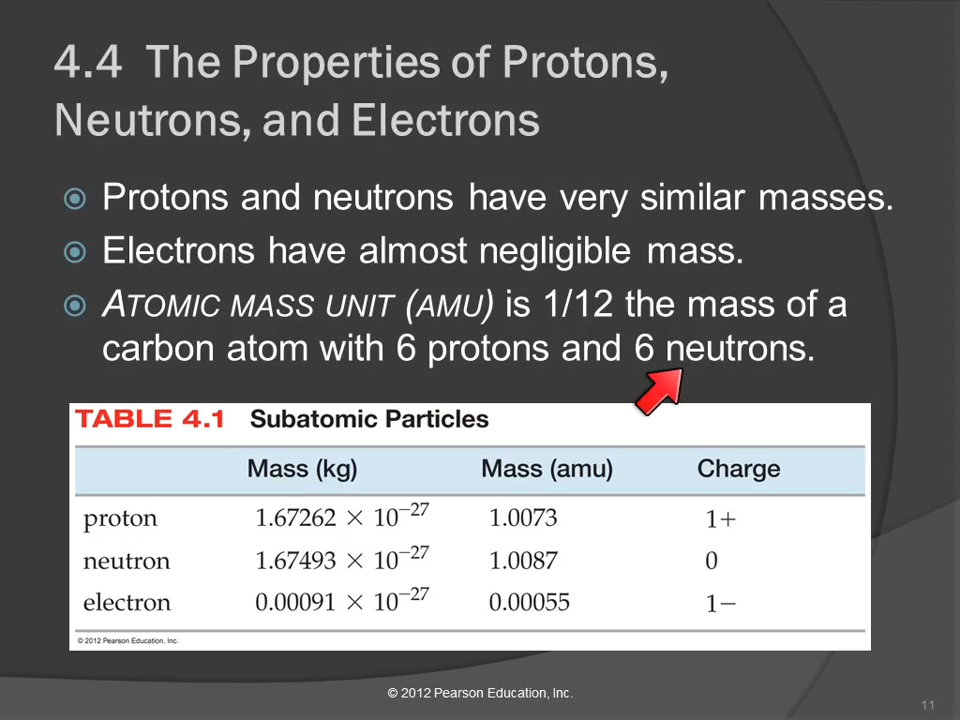 4.4 The Properties of Protons,
Neutrons, and Electrons
Protons and neutrons have very similar masses.
Electrons have almost negligible mass.
ATOMIC MASS UNIT (AMU) is 1/12 the mass of a
carbon atom with 6 protons and 6 neutrons.
TABLE 4.1 Subatomic Particles
Mass (kg) Mass (amu) Charge
proton 1.67262 × 10⁻²⁷ 1.0073 1+
neutron 1.67493 × 10⁻²⁷ 1.0087 0
electron 0.00091 × 10⁻²⁷ 0.00055 1−
© 2012 Pearson Education, Inc.
© 2012 Pearson Education, Inc.
11